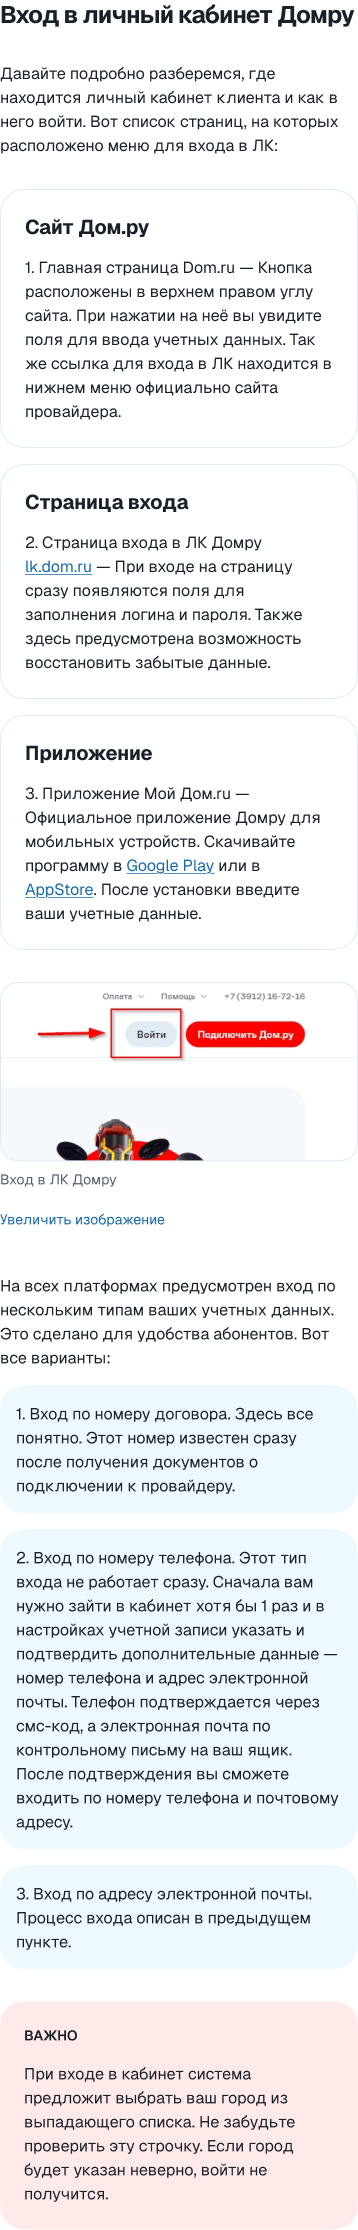 Вход в личный кабинет Домру
Давайте подробно разберемся, где
находится личный кабинет клиента и как в
него войти. Вот список страниц, на которых
расположено меню для входа в ЛК:
Сайт Дом.ру
1. Главная страница Dom.ru — Кнопка
расположены в верхнем правом углу
сайта. При нажатии на неё вы увидите
поля для ввода учетных данных. Так
же ссылка для входа в ЛК находится в
нижнем меню официально сайта
провайдера.
Страница входа
2. Страница входа в ЛК Домру
lk.dom.ru — При входе на страницу
сразу появляются поля для
заполнения логина и пароля. Также
здесь предусмотрена возможность
восстановить забытые данные.
Приложение
3. Приложение Мой Дом.ru —
Официальное приложение Домру для
мобильных устройств. Скачивайте
программу в Google Play или в
AppStore. После установки введите
ваши учетные данные.
Оплата Помощь +7 (3912) 16-72-16
Войти Подключить Дом.ру
Вход в ЛК Домру
Увеличить изображение
На всех платформах предусмотрен вход по
нескольким типам ваших учетных данных.
Это сделано для удобства абонентов. Вот
все варианты:
1. Вход по номеру договора. Здесь все
понятно. Этот номер известен сразу
после получения документов о
подключении к провайдеру.
2. Вход по номеру телефона. Этот тип
входа не работает сразу. Сначала вам
нужно зайти в кабинет хотя бы 1 раз и в
настройках учетной записи указать и
подтвердить дополнительные данные —
номер телефона и адрес электронной
почты. Телефон подтверждается через
смс-код, а электронная почта по
контрольному письму на ваш ящик.
После подтверждения вы сможете
входить по номеру телефона и почтовому
адресу.
3. Вход по адресу электронной почты.
Процесс входа описан в предыдущем
пункте.
ВАЖНО
При входе в кабинет система
предложит выбрать ваш город из
выпадающего списка. Не забудьте
проверить эту строчку. Если город
будет указан неверно, войти не
получится.